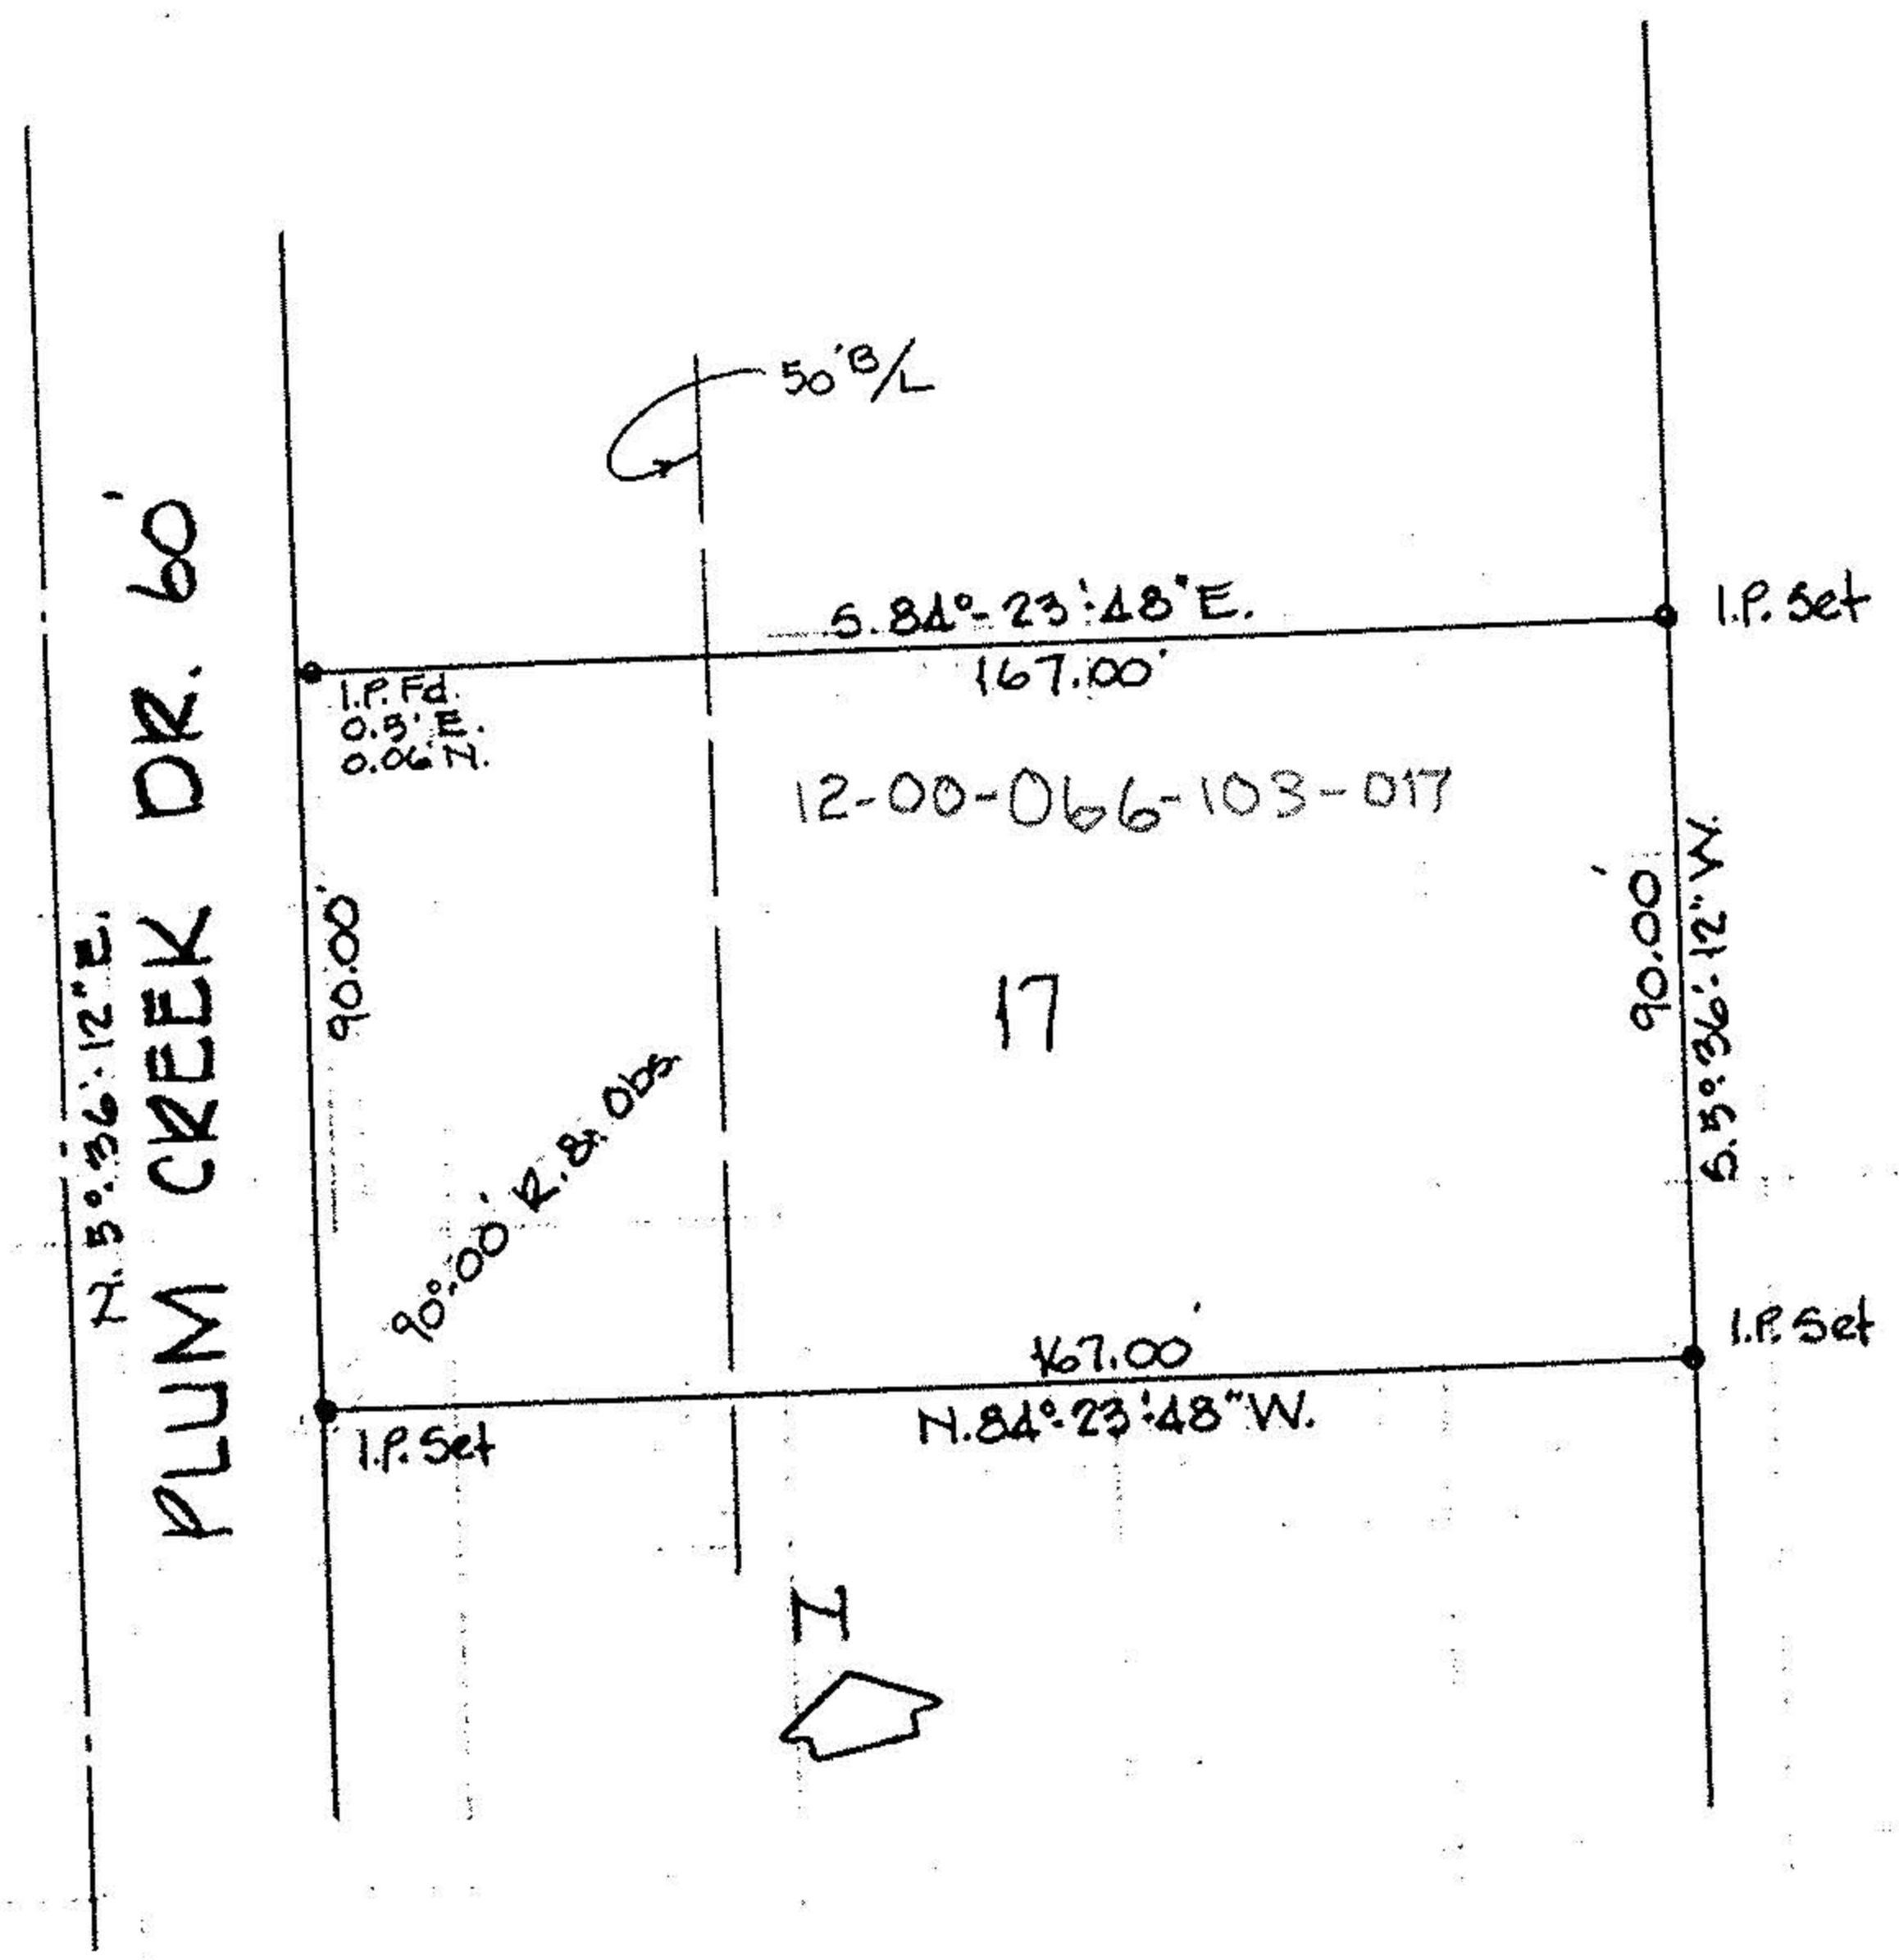 50' B/L
S. 84°-23'-48" E.
167.00'
I.P. Set
I.P. Fd.
0.5' E.
0.06' N.
12-00-066-103-017
N. 5°-36'-12" E.
PLUM CREEK DR. 60'
90.00'
17
90.00'
S. 5°-36'-12" W.
90°-00' R. & Obs
167.00'
N. 84°-23'-48" W.
I.P. Set
I.P. Set
N